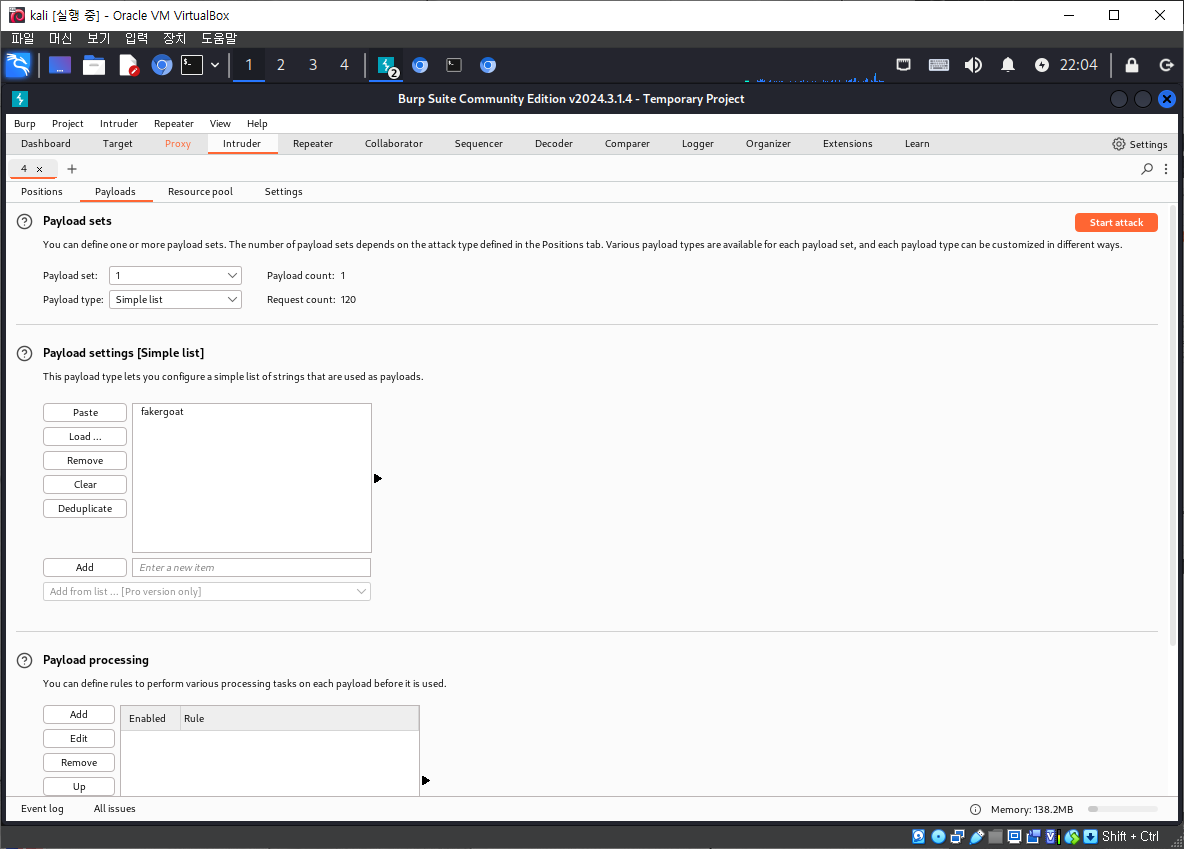 kali [실행 중] - Oracle VM VirtualBox
파일 머신 보기 입력 장치 도움말
1 2 3 4 2 22:04
Burp Suite Community Edition v2024.3.1.4 - Temporary Project
Burp Project Intruder Repeater View Help
Dashboard Target Proxy Intruder Repeater Collaborator Sequencer Decoder Comparer Logger Organizer Extensions Learn Settings
4 × +
Positions Payloads Resource pool Settings
? Payload sets Start attack
You can define one or more payload sets. The number of payload sets depends on the attack type defined in the Positions tab. Various payload types are available for each payload set, and each payload type can be customized in different ways.
Payload set: 1 Payload count: 1
Payload type: Simple list Request count: 120
? Payload settings [Simple list]
This payload type lets you configure a simple list of strings that are used as payloads.
Paste fakergoat
Load ...
Remove
Clear
Deduplicate
Add Enter a new item
Add from list ... [Pro version only]
? Payload processing
You can define rules to perform various processing tasks on each payload before it is used.
Add Enabled Rule
Edit
Remove
Up
Event log All issues Memory: 138.2MB
Shift + Ctrl